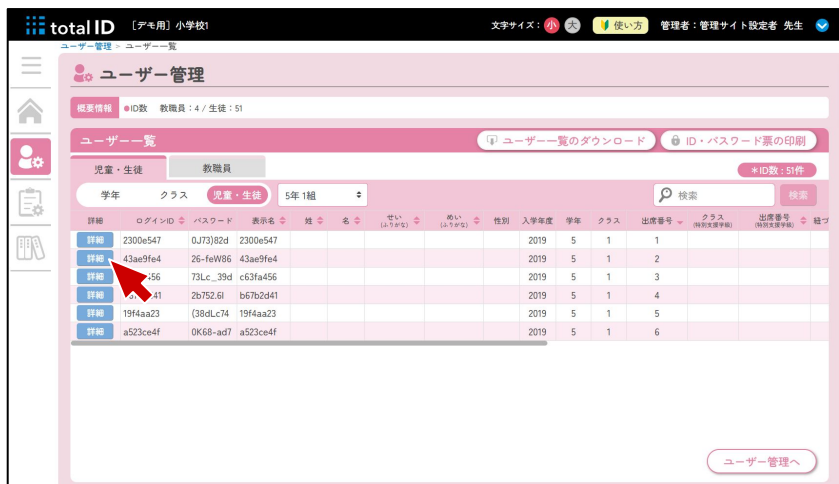 total ID [デモ用] 小学校1 文字サイズ: 小 大 使い方 管理者:管理サイト設定者 先生
ユーザー管理 > ユーザー一覧
ユーザー管理
概要情報 ●ID数 教職員:4 / 生徒:51
ユーザー一覧 ユーザー一覧のダウンロード ID・パスワード票の印刷
児童・生徒 教職員 *ID数:51件
学年 クラス 児童・生徒 5年1組 検索 検索
詳細 ログインID パスワード 表示名 姓 名 せい(ふりがな) めい(ふりがな) 性別 入学年度 学年 クラス 出席番号 クラス(特別支援学級) 出席番号(特別支援学級) 紐づ
詳細 2300e547 0J73)82d 2300e547 2019 5 1 1
詳細 43ae9fe4 26-feW86 43ae9fe4 2019 5 1 2
詳細 456 73Lc_39d c63fa456 2019 5 1 3
詳細 41 2b752.6l b67b2d41 2019 5 1 4
詳細 19f4aa23 (38dLc74 19f4aa23 2019 5 1 5
詳細 a523ce4f 0K68-ad7 a523ce4f 2019 5 1 6
ユーザー管理へ